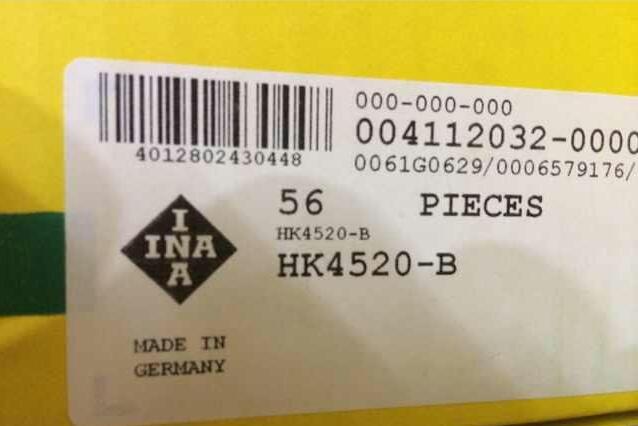 000-000-000
004112032-0000
4012802430448
0061G0629/0006579176/
56 PIECES
HK4520-B
HK4520-B
I
INA
A
MADE IN
GERMANY